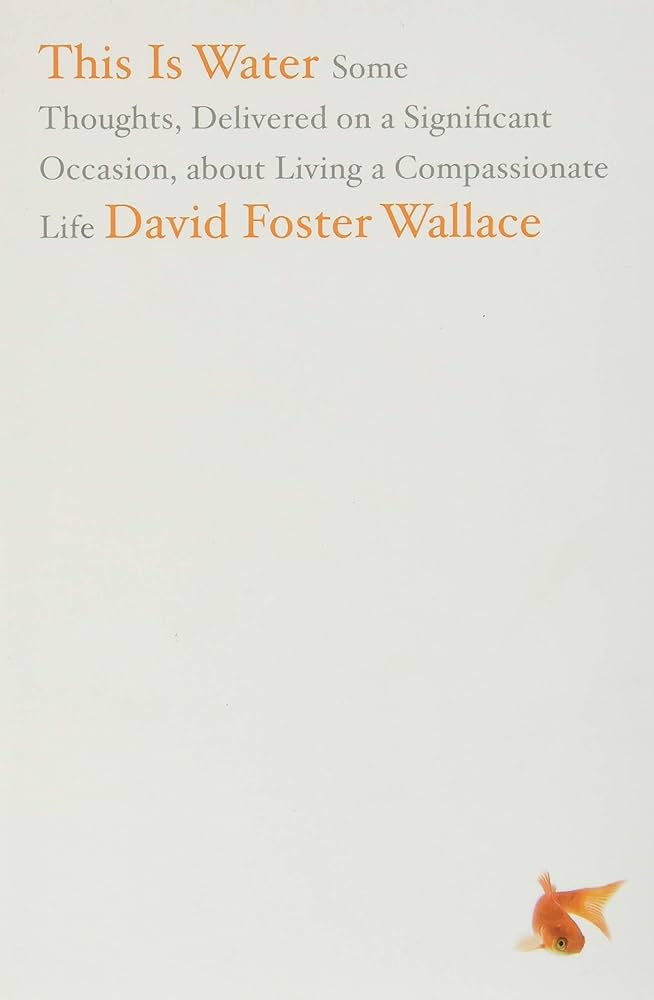 This Is Water Some
Thoughts, Delivered on a Significant
Occasion, about Living a Compassionate
Life David Foster Wallace